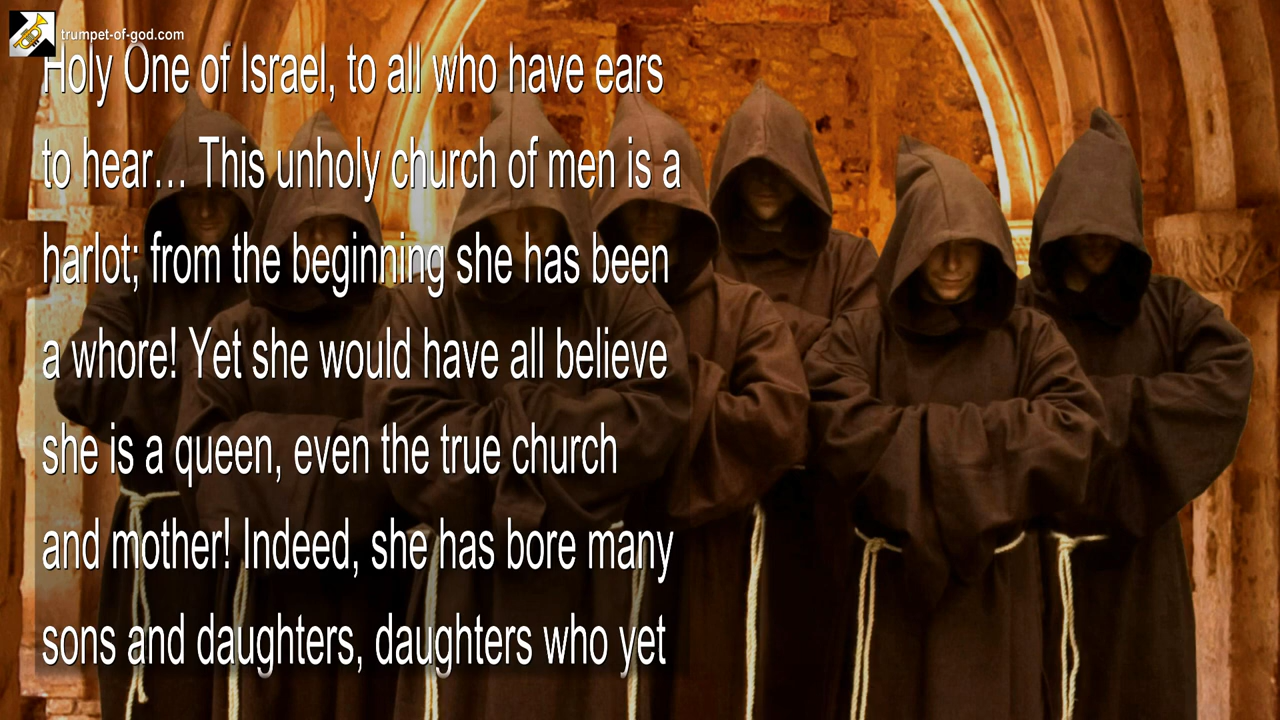 trumpet-of-god.com
Holy One of Israel, to all who have ears
to hear… This unholy church of men is a
harlot; from the beginning she has been
a whore! Yet she would have all believe
she is a queen, even the true church
and mother! Indeed, she has bore many
sons and daughters, daughters who yet